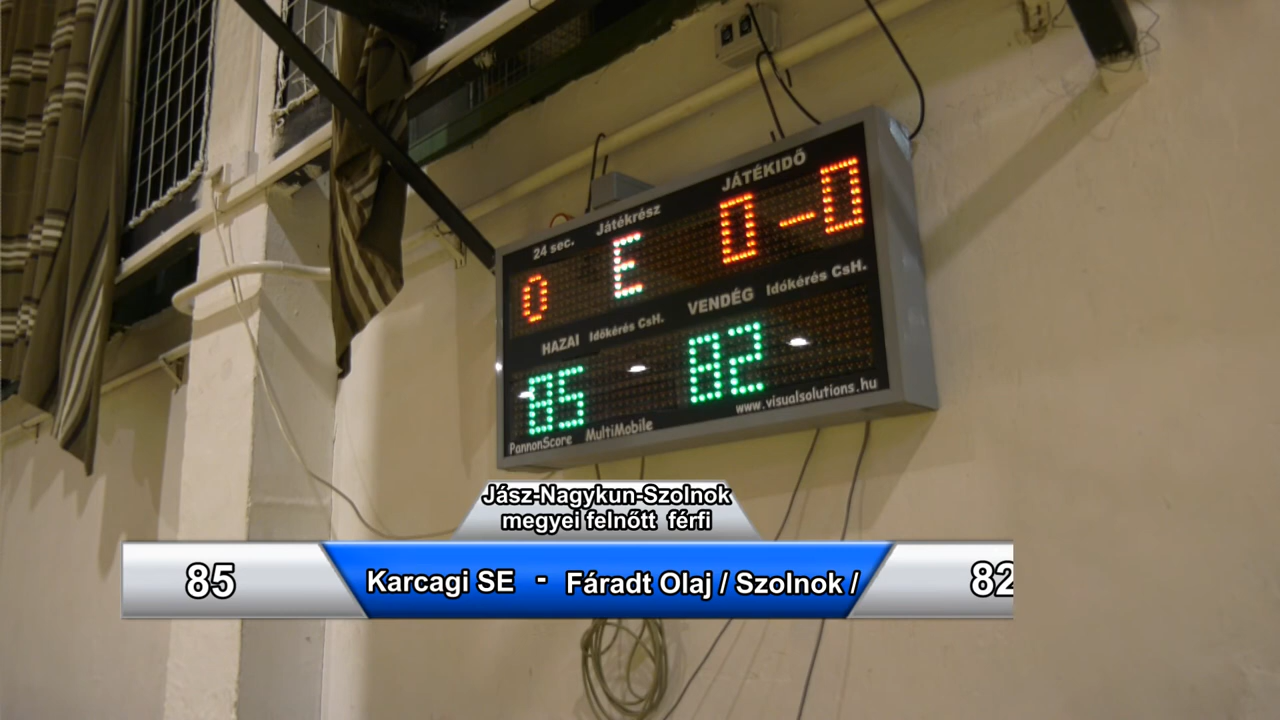 JÁTÉKIDŐ
24 sec. Játékrész
0 E 0-0
HAZAI Időkérés CsH. VENDÉG Időkérés CsH.
85 82
PannonScore MultiMobile www.visualsolutions.hu
Jász-Nagykun-Szolnok
megyei felnőtt férfi
85 Karcagi SE - Fáradt Olaj / Szolnok / 82